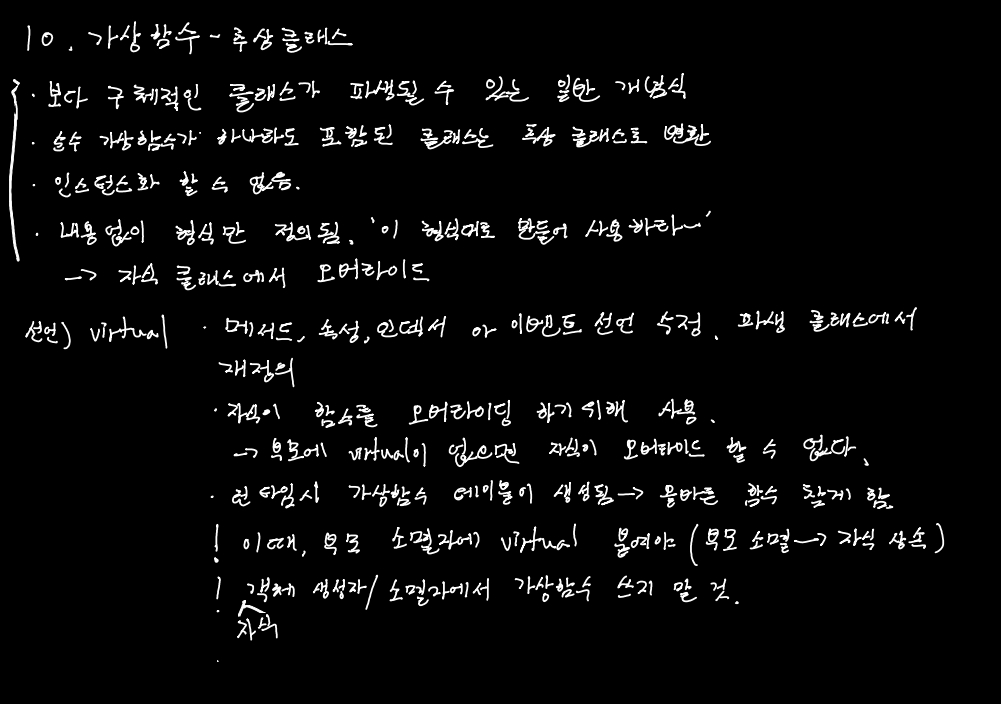 10. 가상함수 - 추상클래스
· 보다 구체적인 클래스가 파생될 수 있는 일반 개념식
· 순수 가상함수가 하나라도 포함된 클래스는 추상 클래스로 변환
· 인스턴스화 할 수 없음.
· 내용없이 형식만 정의됨. '이 형식대로 만들어 사용하라~'
→ 자식 클래스에서 오버라이드
선언) virtual · 메서드, 속성, 인덱서 or 이벤트 선언 수정. 파생 클래스에서
재정의
· 자식이 함수를 오버라이딩 하기 위해 사용.
→ 부모에 virtual이 없으면 자식이 오버라이드 할 수 없다.
· 런타임시 가상함수 테이블이 생성됨 → 올바른 함수 찾게 함
! 이때, 부모 소멸자에 virtual 붙여야 (부모 소멸 → 자식 상속)
! 객체 생성자/소멸자에서 가상함수 쓰지 말 것.
자식